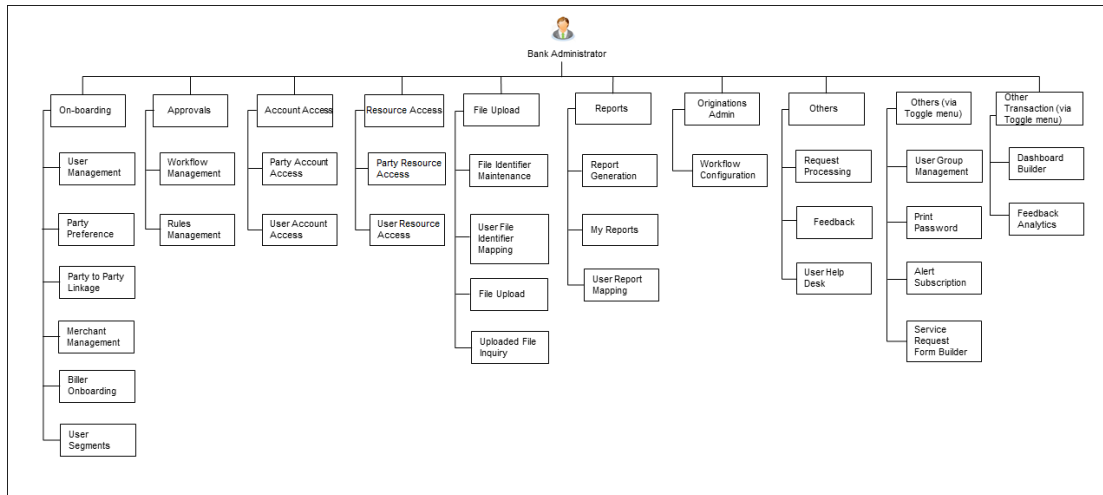 Bank Administrator
On-boarding
Approvals
Account Access
Resource Access
File Upload
Reports
Originations
Admin
Others
Others (via
Toggle menu)
Other
Transaction (via
Toggle menu)
User
Management
Party
Preference
Party to Party
Linkage
Merchant
Management
Biller
Onboarding
User
Segments
Workflow
Management
Rules
Management
Party Account
Access
User Account
Access
Party Resource
Access
User Resource
Access
File Identifier
Maintenance
User File
Identifier
Mapping
File Upload
Uploaded File
Inquiry
Report
Generation
My Reports
User Report
Mapping
Workflow
Configuration
Request
Processing
Feedback
User Help
Desk
User Group
Management
Print
Password
Alert
Subscription
Service
Request
Form Builder
Dashboard
Builder
Feedback
Analytics